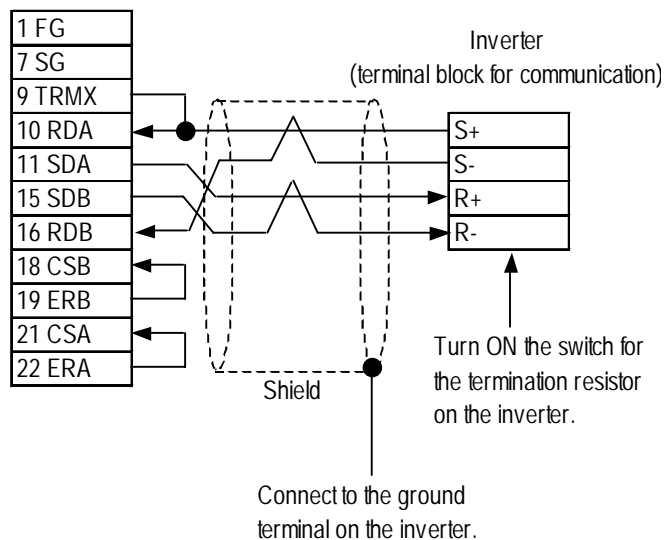 1 FG
7 SG
9 TRMX
10 RDA
11 SDA
15 SDB
16 RDB
18 CSB
19 ERB
21 CSA
22 ERA
Inverter
(terminal block for communication)
S+
S-
R+
R-
Turn ON the switch for
the termination resistor
on the inverter.
Shield
Connect to the ground
terminal on the inverter.